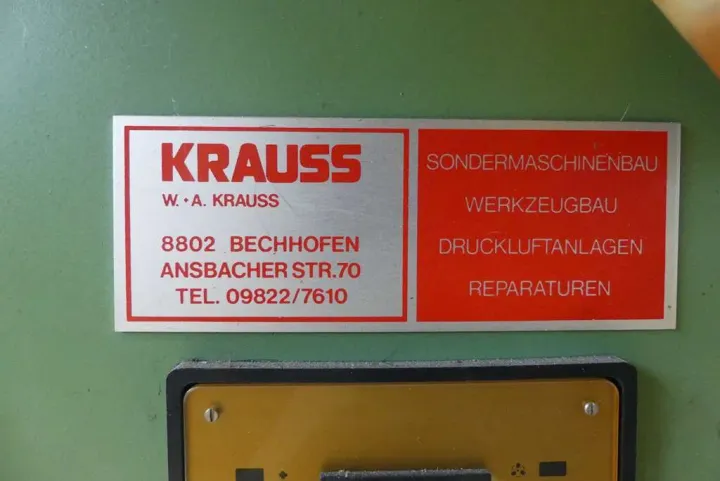 KRAUSS
W. + A. KRAUSS
8802 BECHHOFEN
ANSBACHER STR.70
TEL. 09822/7610
SONDERMASCHINENBAU
WERKZEUGBAU
DRUCKLUFTANLAGEN
REPARATUREN